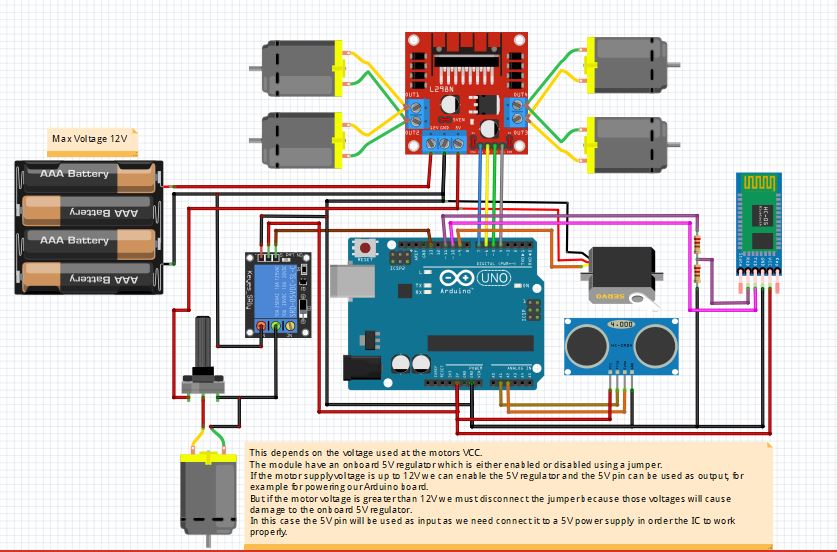 L298N
OUT1
OUT2
OUT4
OUT3
5VEN
12V GND 5V
Max Voltage 12V
AAA Battery
AAA Battery
AAA Battery
AAA Battery
HC-05
RESET
ICSP2
L
TX
RX
Arduino
UNO
ON
ICSP
DIGITAL (PWM~)
POWER
ANALOG IN
SERVO
4.000
HC-SR04
This depends on the voltage used at the motors VCC.
The module have an onboard 5V regulator which is either enabled or disabled using a jumper.
If the motor supply voltage is up to 12V we can enable the 5V regulator and the 5V pin can be used as output, for
example for powering our Arduino board.
But if the motor voltage is greater than 12V we must disconnect the jumper because those voltages will cause
damage to the onboard 5V regulator.
In this case the 5V pin will be used as input as we need connect it to a 5V power supply in order the IC to work
properly.